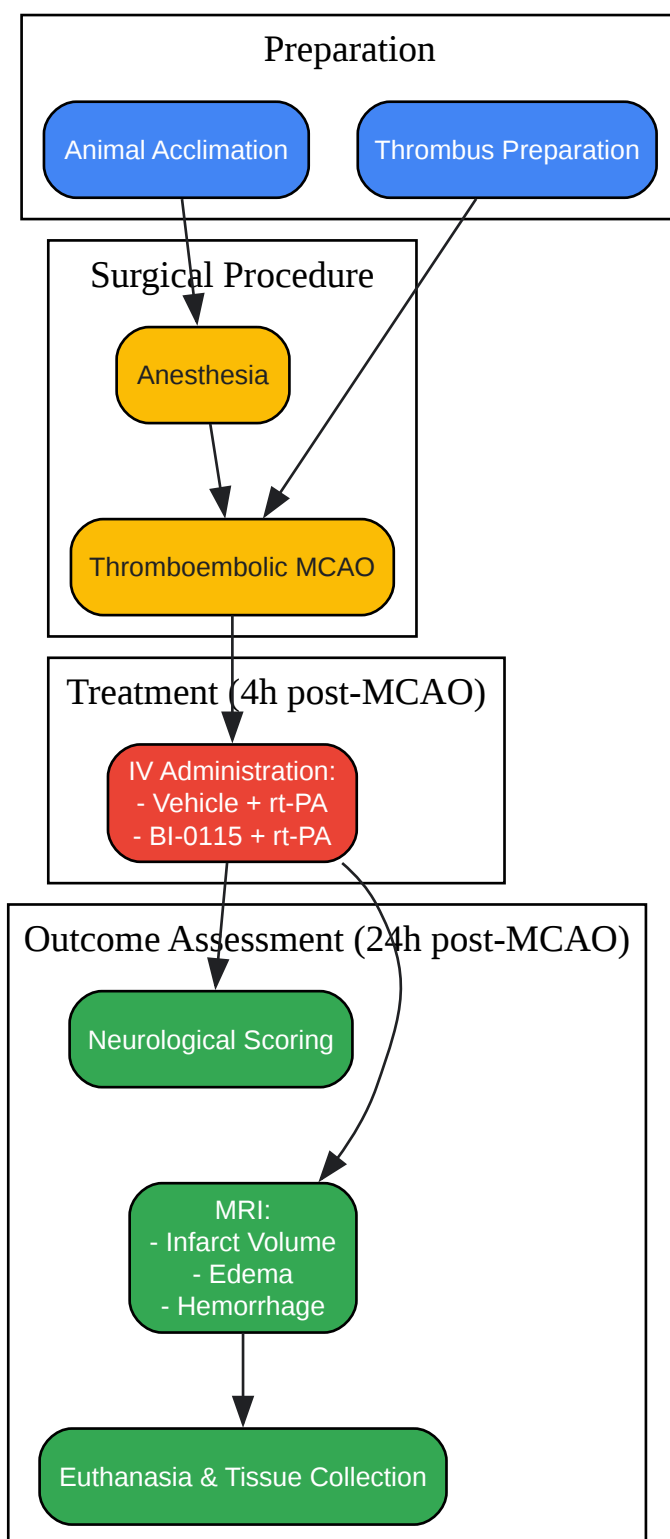 Preparation
Animal Acclimation
Thrombus Preparation
Surgical Procedure
Anesthesia
Thromboembolic MCAO
Treatment (4h post-MCAO)
IV Administration:
- Vehicle + rt-PA
- BI-0115 + rt-PA
Outcome Assessment (24h post-MCAO)
Neurological Scoring
MRI:
- Infarct Volume
- Edema
- Hemorrhage
Euthanasia & Tissue Collection